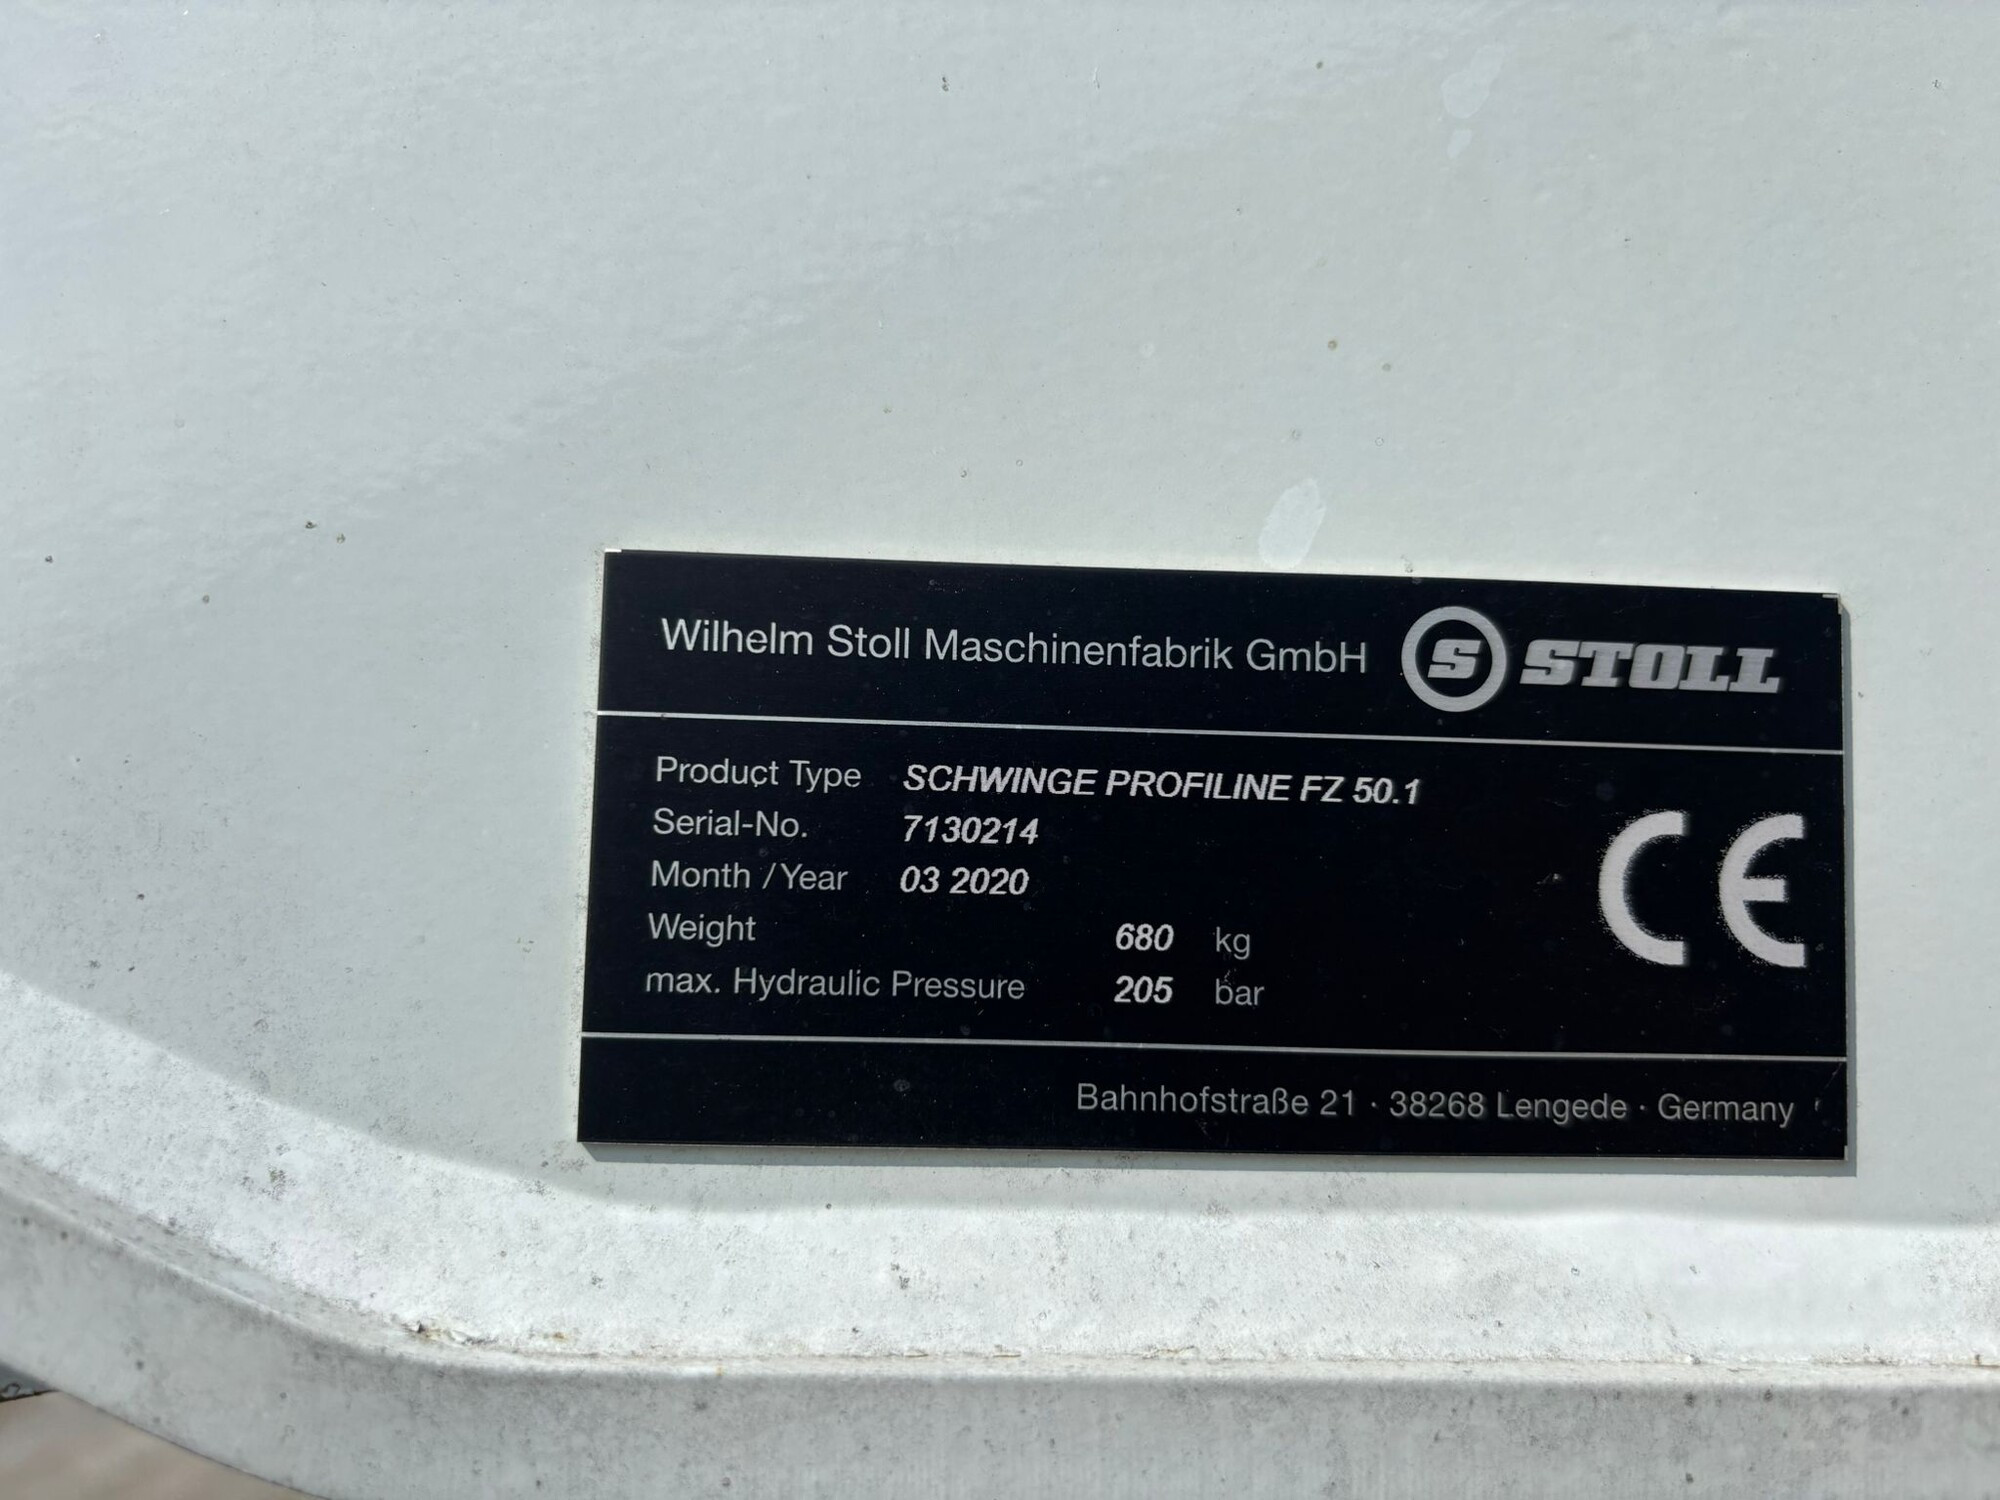 Wilhelm Stoll Maschinenfabrik GmbH S STOLL
Product Type SCHWINGE PROFILINE FZ 50.1
Serial-No. 7130214
Month / Year 03 2020
Weight 680 kg
max. Hydraulic Pressure 205 bar
CE
Bahnhofstraße 21 · 38268 Lengede · Germany